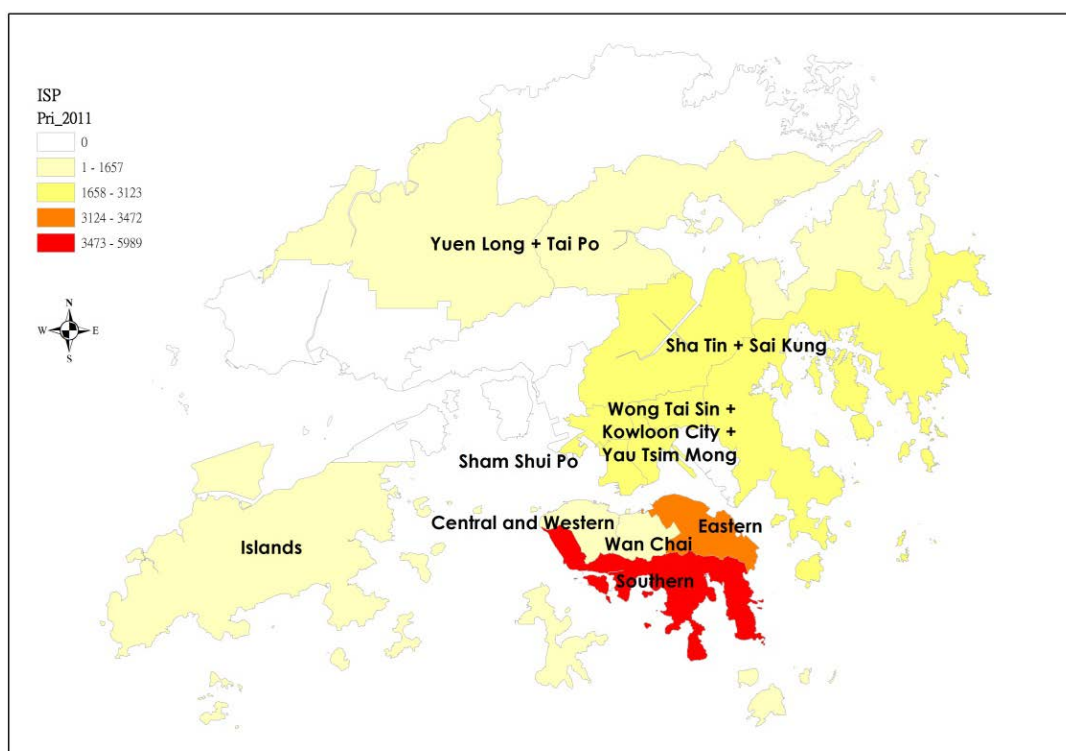 ISP
Pri_2011
0
1 - 1657
1658 - 3123
3124 - 3472
3473 - 5989
N
W E
S
Yuen Long + Tai Po
Sha Tin + Sai Kung
Wong Tai Sin +
Kowloon City +
Yau Tsim Mong
Sham Shui Po
Central and Western
Eastern
Wan Chai
Islands
Southern